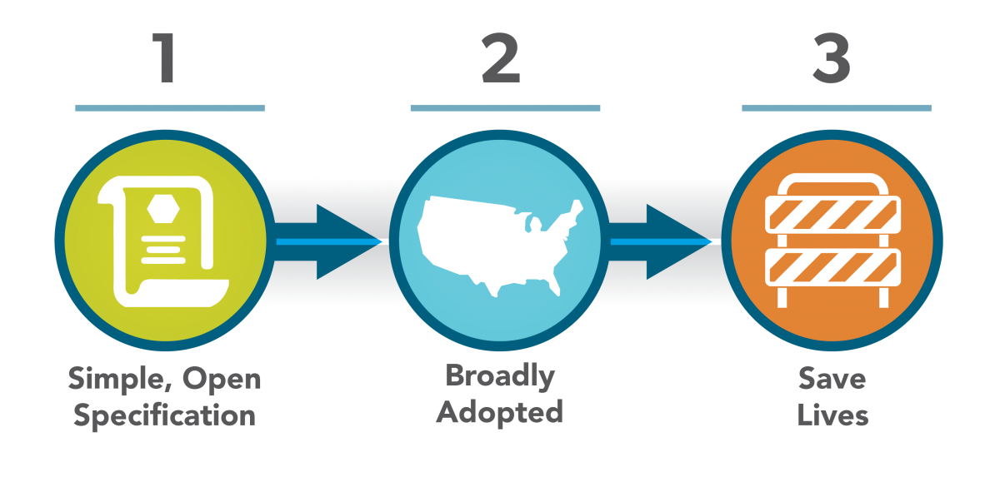 1
2
3
Simple, Open
Specification
Broadly
Adopted
Save
Lives